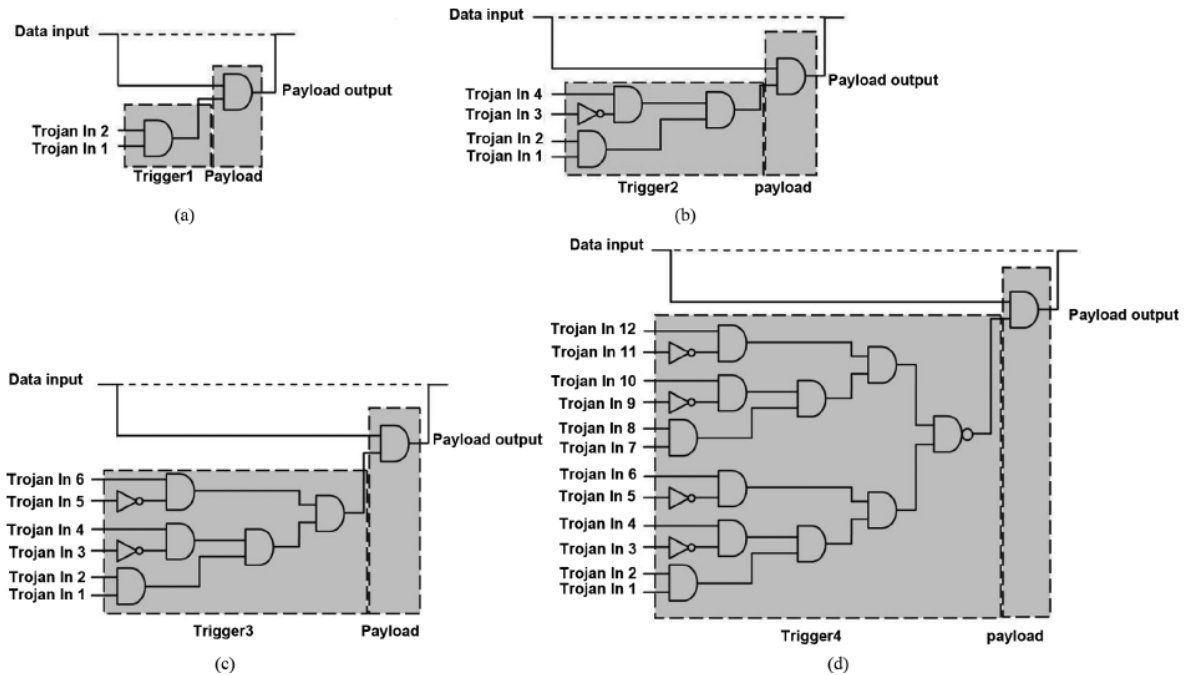 Data input
Payload output
Trojan In 2
Trojan In 1
Trigger1
Payload
(a)
Data input
Payload output
Trojan In 4
Trojan In 3
Trojan In 2
Trojan In 1
Trigger2
payload
(b)
Data input
Payload output
Trojan In 6
Trojan In 5
Trojan In 4
Trojan In 3
Trojan In 2
Trojan In 1
Trigger3
Payload
(c)
Data input
Payload output
Trojan In 12
Trojan In 11
Trojan In 10
Trojan In 9
Trojan In 8
Trojan In 7
Trojan In 6
Trojan In 5
Trojan In 4
Trojan In 3
Trojan In 2
Trojan In 1
Trigger4
payload
(d)